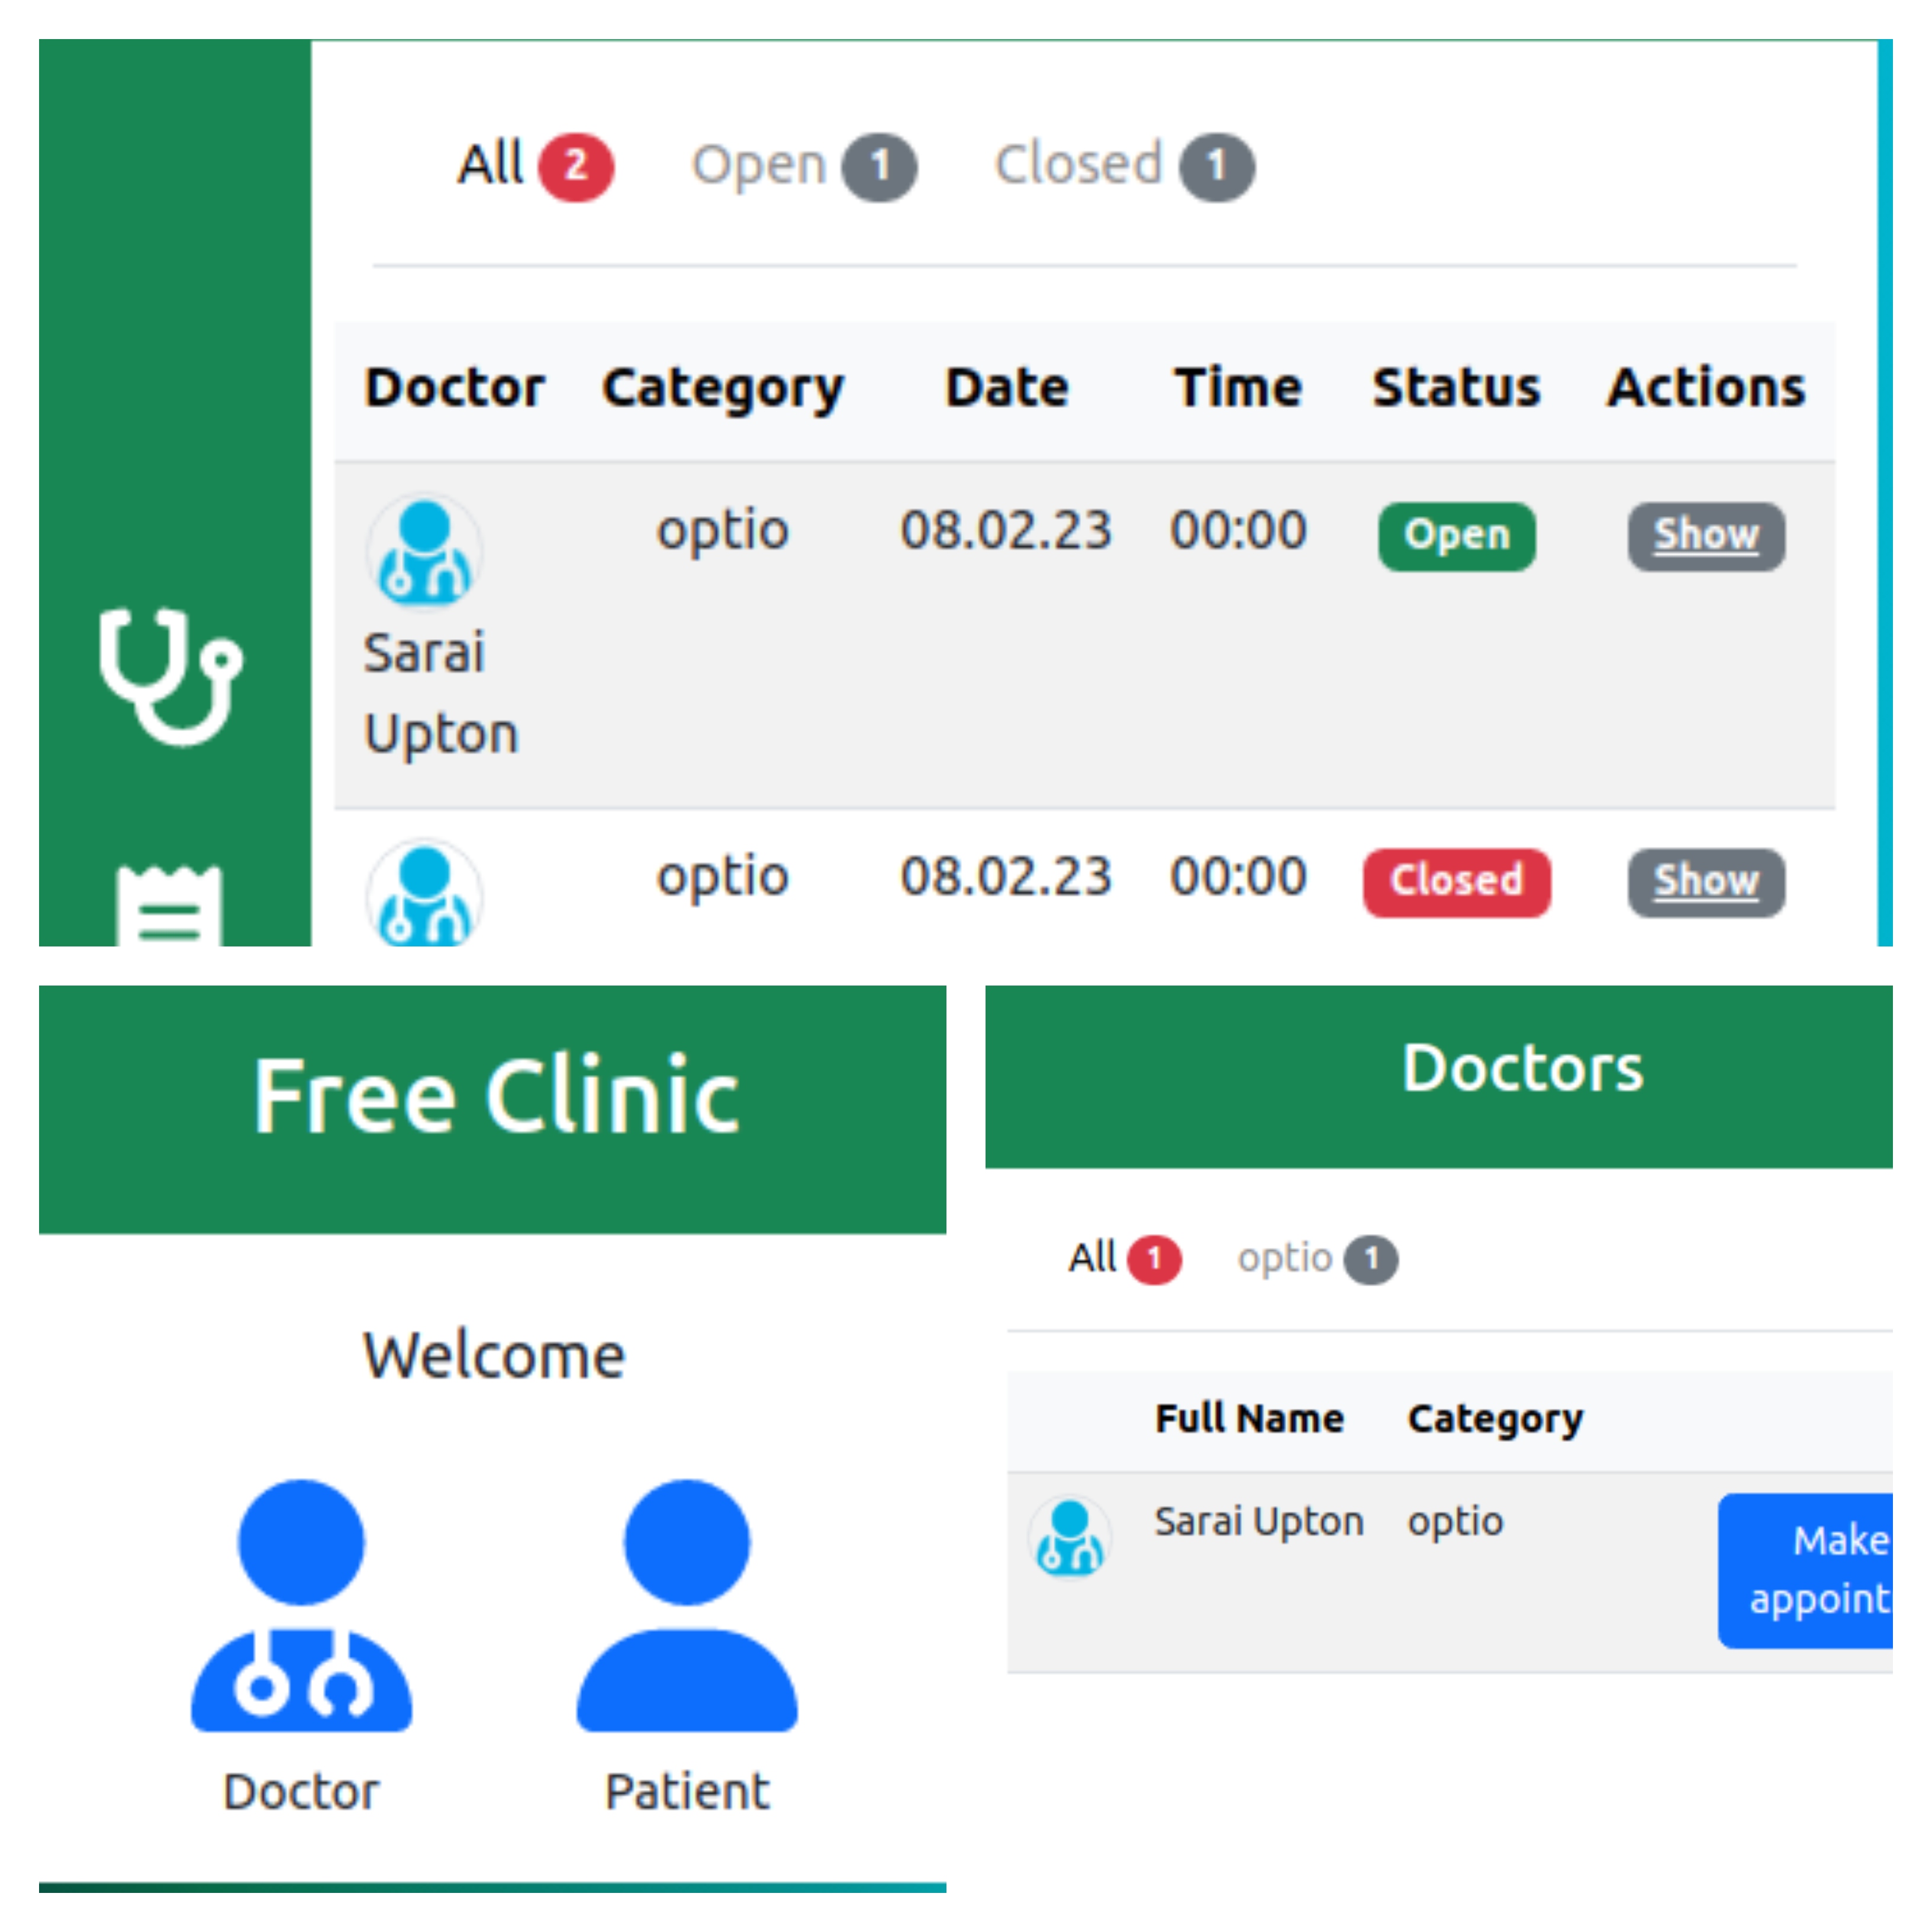 All 2 Open 1 Closed 1
Doctor Category Date Time Status Actions
optio 08.02.23 00:00 Open Show
Sarai
Upton
optio 08.02.23 00:00 Closed Show
Free Clinic
Welcome
Doctor Patient
Doctors
All 1 optio 1
Full Name Category
Sarai Upton optio
Make
appoint